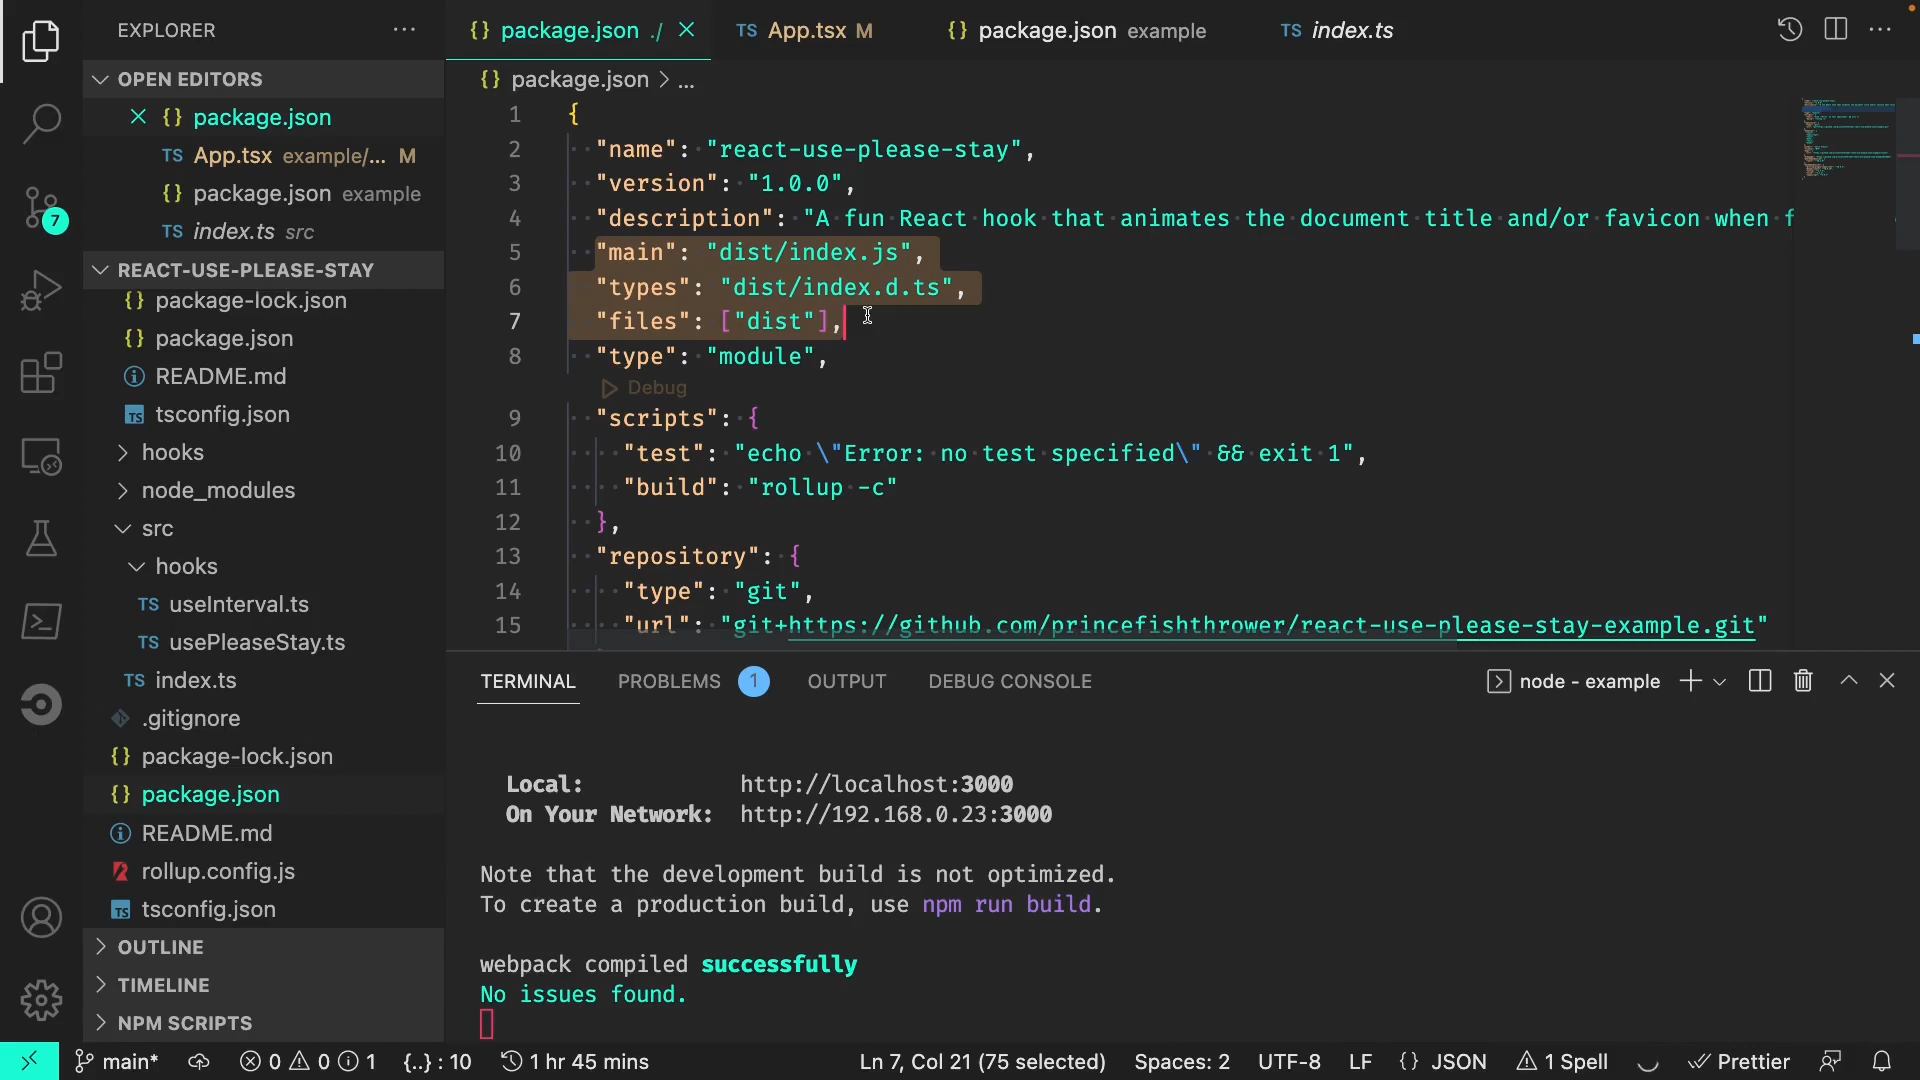 EXPLORER ...
OPEN EDITORS
{} package.json
TS App.tsx example/... M
{} package.json example
TS index.ts src
REACT-USE-PLEASE-STAY
{} package-lock.json
{} package.json
README.md
TS tsconfig.json
hooks
node_modules
src
hooks
TS useInterval.ts
TS usePleaseStay.ts
TS index.ts
.gitignore
{} package-lock.json
{} package.json
README.md
rollup.config.js
TS tsconfig.json
OUTLINE
TIMELINE
NPM SCRIPTS
7
{} package.json ./
TS App.tsx M
{} package.json example
TS index.ts
{} package.json > ...
1 {
2 "name": "react-use-please-stay",
3 "version": "1.0.0",
4 "description": "A fun React hook that animates the document title and/or favicon when f
5 "main": "dist/index.js",
6 "types": "dist/index.d.ts",
7 "files": ["dist"],
8 "type": "module",
Debug
9 "scripts": {
10 "test": "echo \"Error: no test specified\" && exit 1",
11 "build": "rollup -c"
12 },
13 "repository": {
14 "type": "git",
15 "url": "git+https://github.com/princefishthrower/react-use-please-stay-example.git"
TERMINAL PROBLEMS 1 OUTPUT DEBUG CONSOLE
node - example
Local: http://localhost:3000
On Your Network: http://192.168.0.23:3000
Note that the development build is not optimized.
To create a production build, use npm run build.
webpack compiled successfully
No issues found.
main* 0 0 1 {..} : 10 1 hr 45 mins
Ln 7, Col 21 (75 selected) Spaces: 2 UTF-8 LF {} JSON 1 Spell Prettier